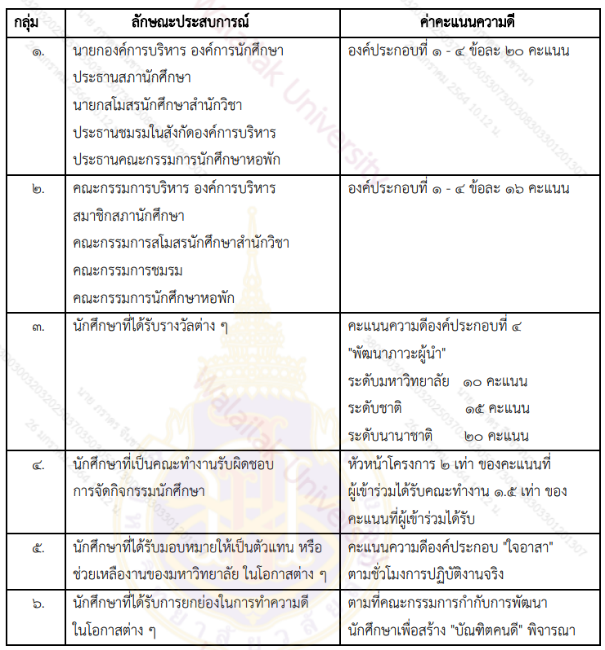 กลุ่ม ลักษณะประสบการณ์ ค่าคะแนนความดี
๑. นายกองค์การบริหาร องค์การนักศึกษา องค์ประกอบที่ ๑ - ๔ ข้อละ ๒๐ คะแนน
ประธานสภานักศึกษา
นายกสโมสรนักศึกษาสำนักวิชา
ประธานชมรมในสังกัดองค์การบริหาร
ประธานคณะกรรมการนักศึกษาหอพัก
๒. คณะกรรมการบริหาร องค์การบริหาร องค์ประกอบที่ ๑ - ๔ ข้อละ ๑๖ คะแนน
สมาชิกสภานักศึกษา
คณะกรรมการสโมสรนักศึกษาสำนักวิชา
คณะกรรมการชมรม
คณะกรรมการนักศึกษาหอพัก
๓. นักศึกษาที่ได้รับรางวัลต่าง ๆ คะแนนความดีองค์ประกอบที่ ๔
"พัฒนาภาวะผู้นำ"
ระดับมหาวิทยาลัย ๑๐ คะแนน
ระดับชาติ ๑๕ คะแนน
ระดับนานาชาติ ๒๐ คะแนน
๔. นักศึกษาที่เป็นคณะทำงานรับผิดชอบ หัวหน้าโครงการ ๒ เท่า ของคะแนนที่
การจัดกิจกรรมนักศึกษา ผู้เข้าร่วมได้รับคณะทำงาน ๑.๕ เท่า ของ
คะแนนที่ผู้เข้าร่วมได้รับ
๕. นักศึกษาที่ได้รับมอบหมายให้เป็นตัวแทน หรือ คะแนนความดีองค์ประกอบ "ใจอาสา"
ช่วยเหลืองานของมหาวิทยาลัย ในโอกาสต่าง ๆ ตามชั่วโมงการปฏิบัติงานจริง
๖. นักศึกษาที่ได้รับการยกย่องในการทำความดี ตามที่คณะกรรมการกำกับการพัฒนา
ในโอกาสต่าง ๆ นักศึกษาเพื่อสร้าง "บัณฑิตคนดี" พิจารณา
Walailak University
Walailak University